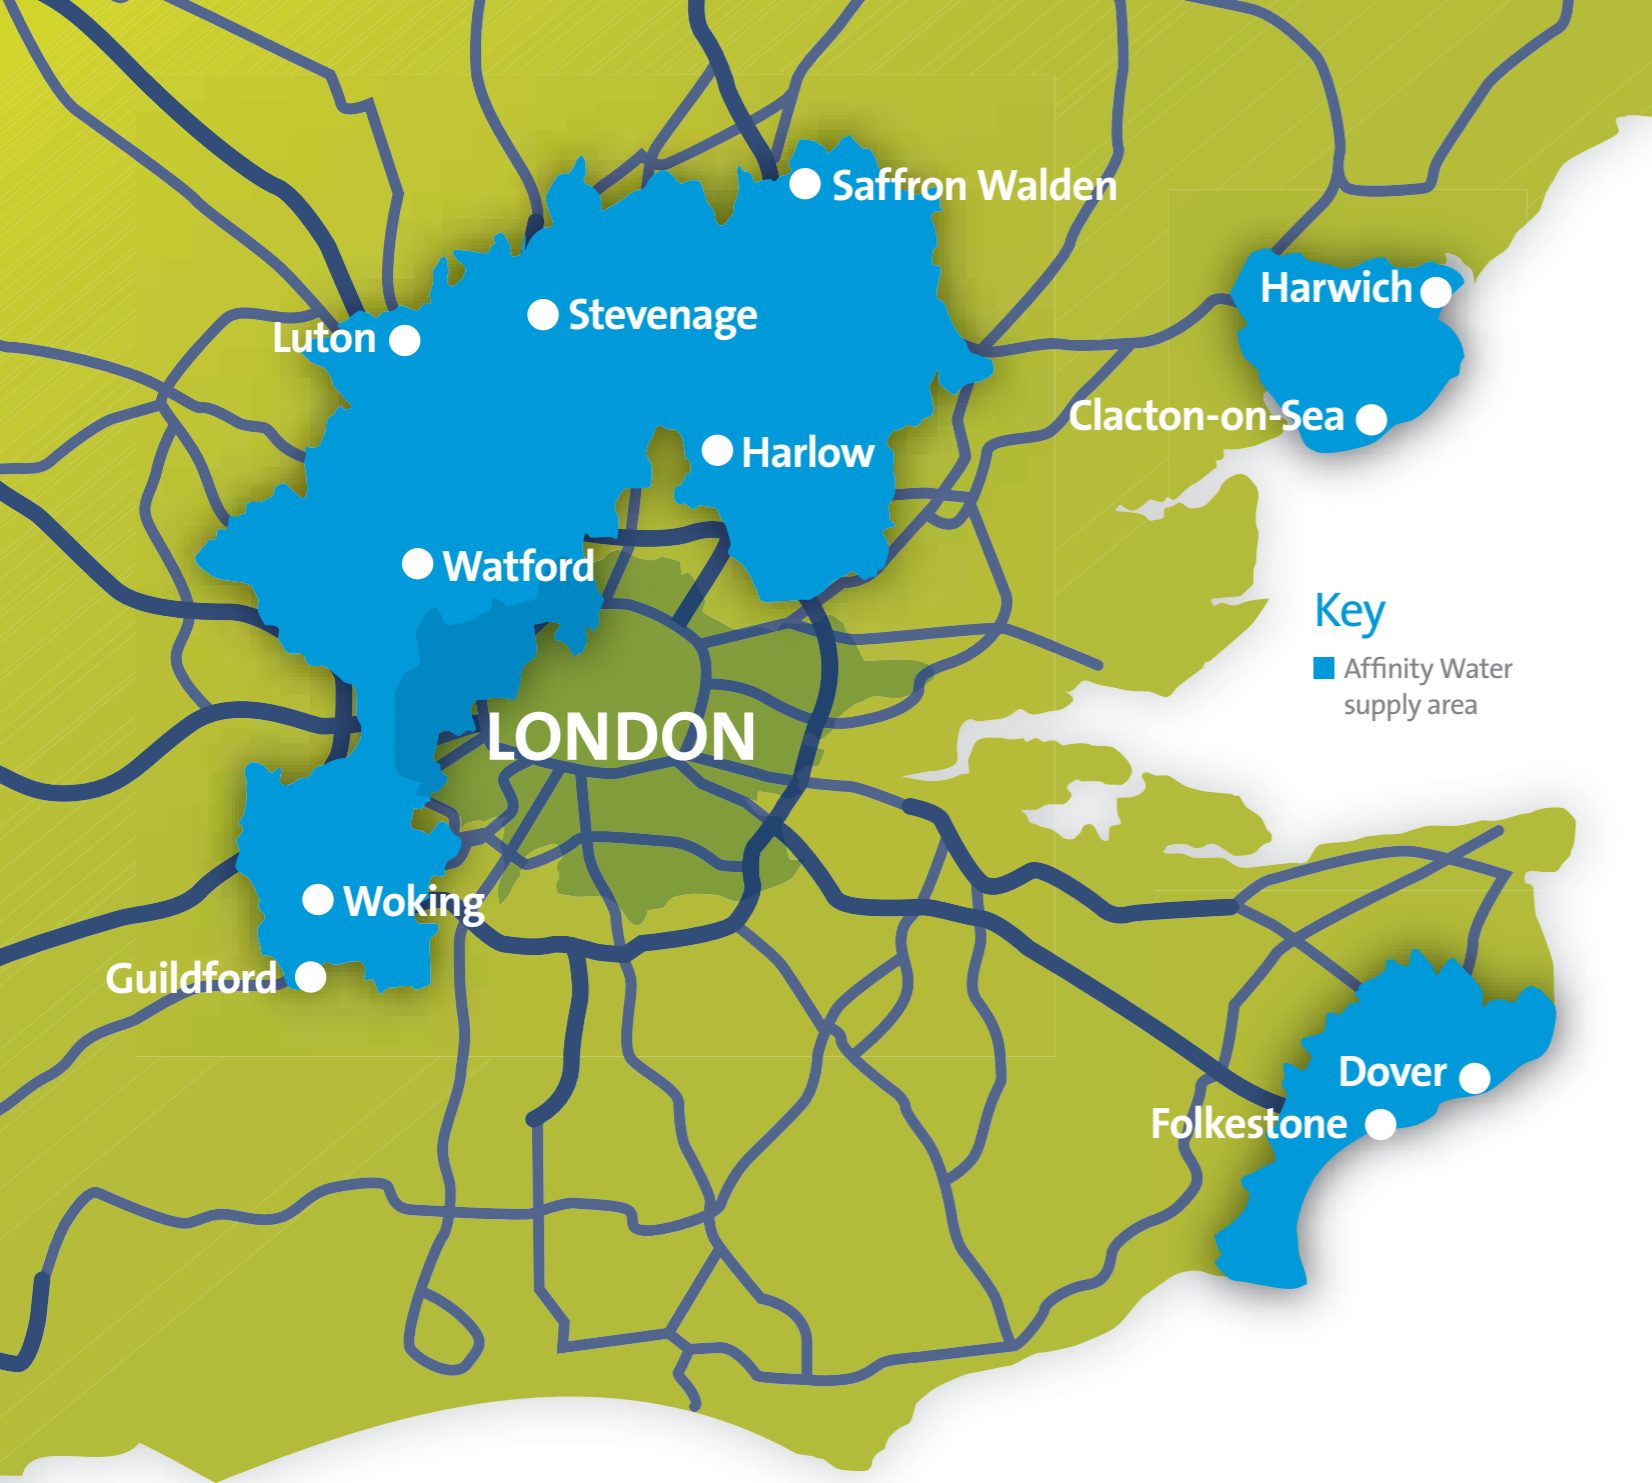 Saffron Walden
Harwich
Stevenage
Luton
Clacton-on-Sea
Harlow
Watford
Key
Affinity Water
supply area
LONDON
Woking
Guildford
Dover
Folkestone